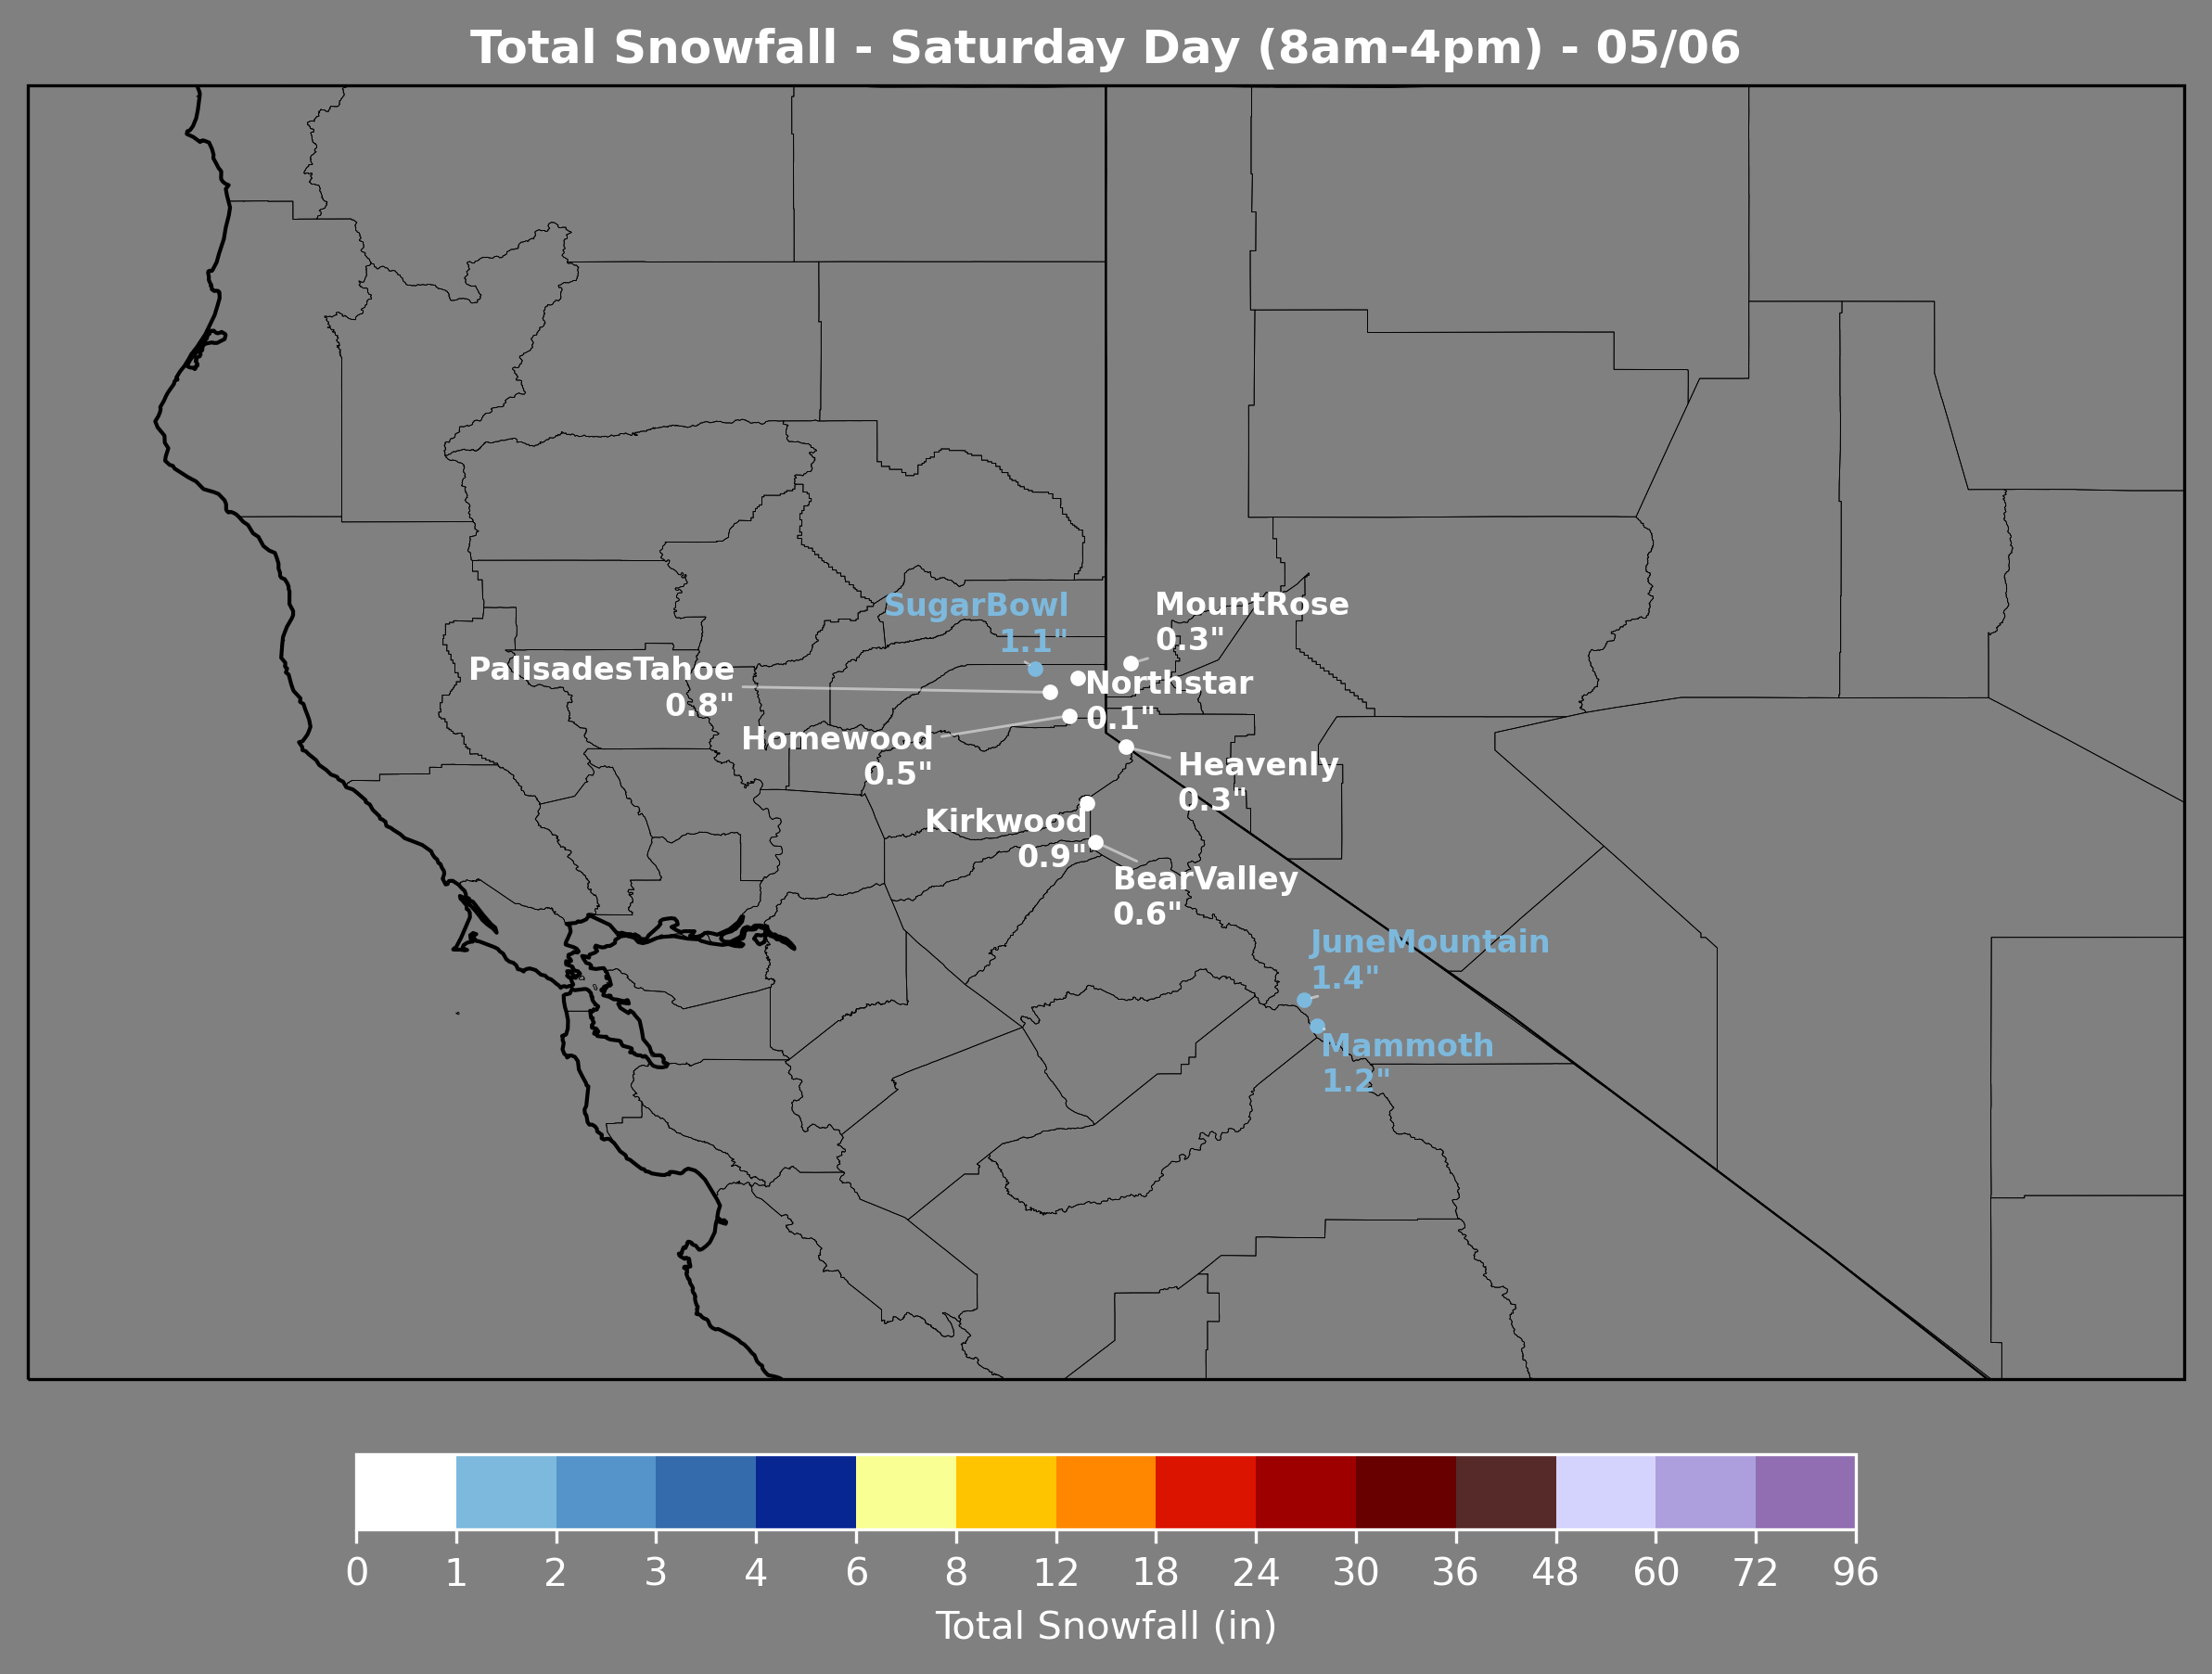 Total Snowfall - Saturday Day (8am-4pm) - 05/06
SugarBowl
1.1"
MountRose
0.3"
PalisadesTahoe
0.8"
Northstar
0.1"
Homewood
0.5"
Heavenly
0.3"
Kirkwood
0.9"
BearValley
0.6"
JuneMountain
1.4"
Mammoth
1.2"
0 1 2 3 4 6 8 12 18 24 30 36 48 60 72 96
Total Snowfall (in)